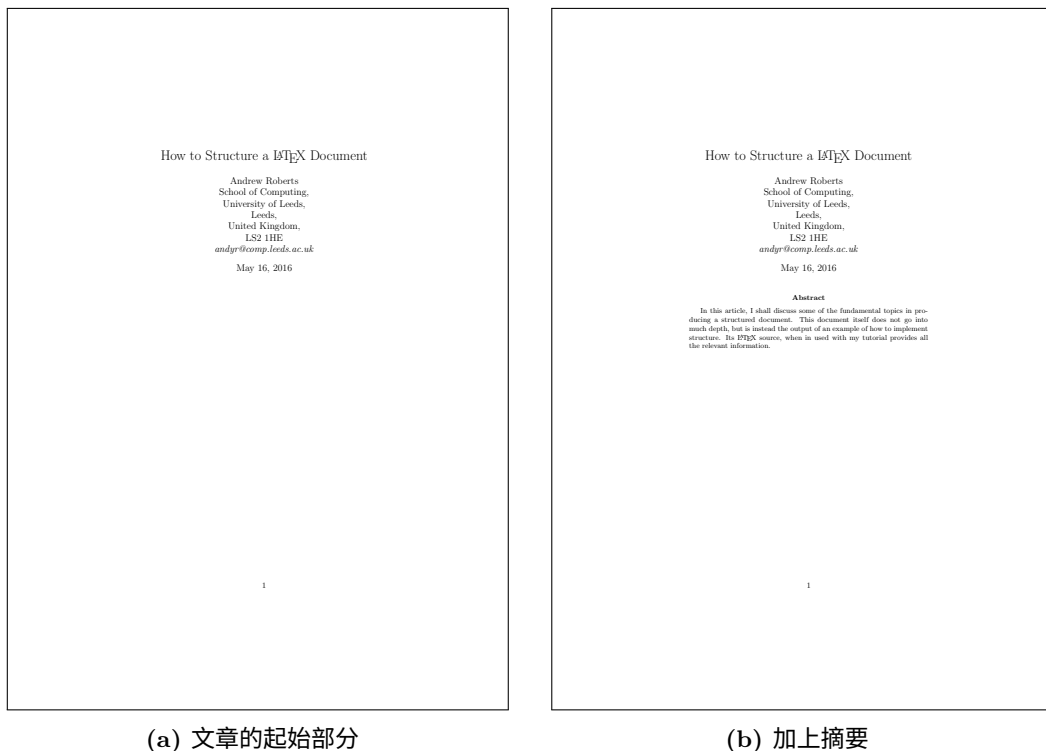 How to Structure a LATEX Document
Andrew Roberts
School of Computing,
University of Leeds,
Leeds,
United Kingdom,
LS2 1HE
andyr@comp.leeds.ac.uk
May 16, 2016
1
(a) 文章的起始部分
How to Structure a LATEX Document
Andrew Roberts
School of Computing,
University of Leeds,
Leeds,
United Kingdom,
LS2 1HE
andyr@comp.leeds.ac.uk
May 16, 2016
Abstract
In this article, I shall discuss some of the fundamental topics in pro-
ducing a structured document. This document itself does not go into
much depth, but is instead the output of an example of how to implement
structure. Its LATEX source, when in used with my tutorial provides all
the relevant information.
1
(b) 加上摘要